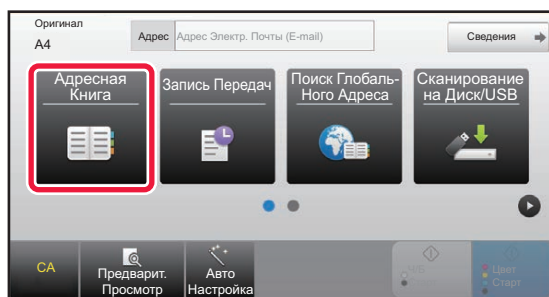 Оригинал
A4
Адрес Адрес Электр. Почты (E-mail)
Сведения
Адресная
Книга
Запись Передач
Поиск Глобаль-
Ного Адреса
Сканирование
на Диск/USB
CA
Предварит.
Просмотр
Авто
Настройка
Ч/Б
Старт
Цвет
Старт